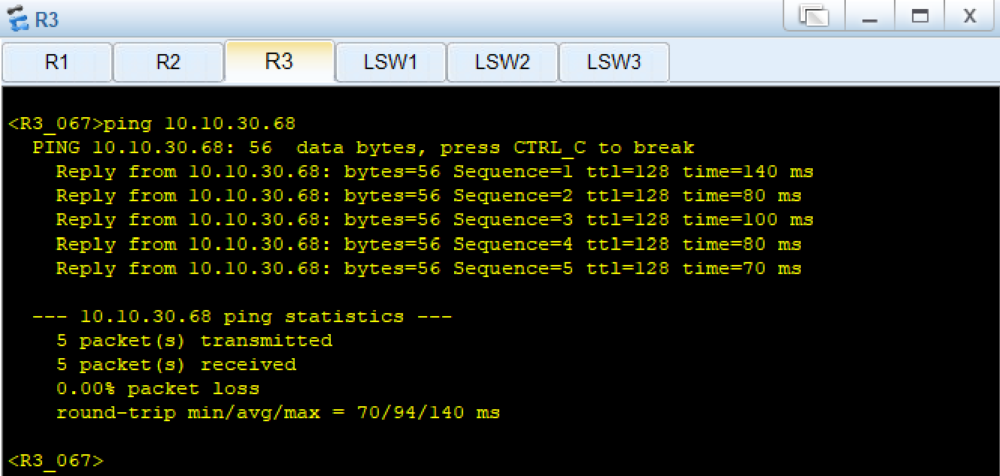 R3
R1 R2 R3 LSW1 LSW2 LSW3
<R3_067>ping 10.10.30.68
  PING 10.10.30.68: 56  data bytes, press CTRL_C to break
    Reply from 10.10.30.68: bytes=56 Sequence=1 ttl=128 time=140 ms
    Reply from 10.10.30.68: bytes=56 Sequence=2 ttl=128 time=80 ms
    Reply from 10.10.30.68: bytes=56 Sequence=3 ttl=128 time=100 ms
    Reply from 10.10.30.68: bytes=56 Sequence=4 ttl=128 time=80 ms
    Reply from 10.10.30.68: bytes=56 Sequence=5 ttl=128 time=70 ms
  --- 10.10.30.68 ping statistics ---
    5 packet(s) transmitted
    5 packet(s) received
    0.00% packet loss
    round-trip min/avg/max = 70/94/140 ms
<R3_067>